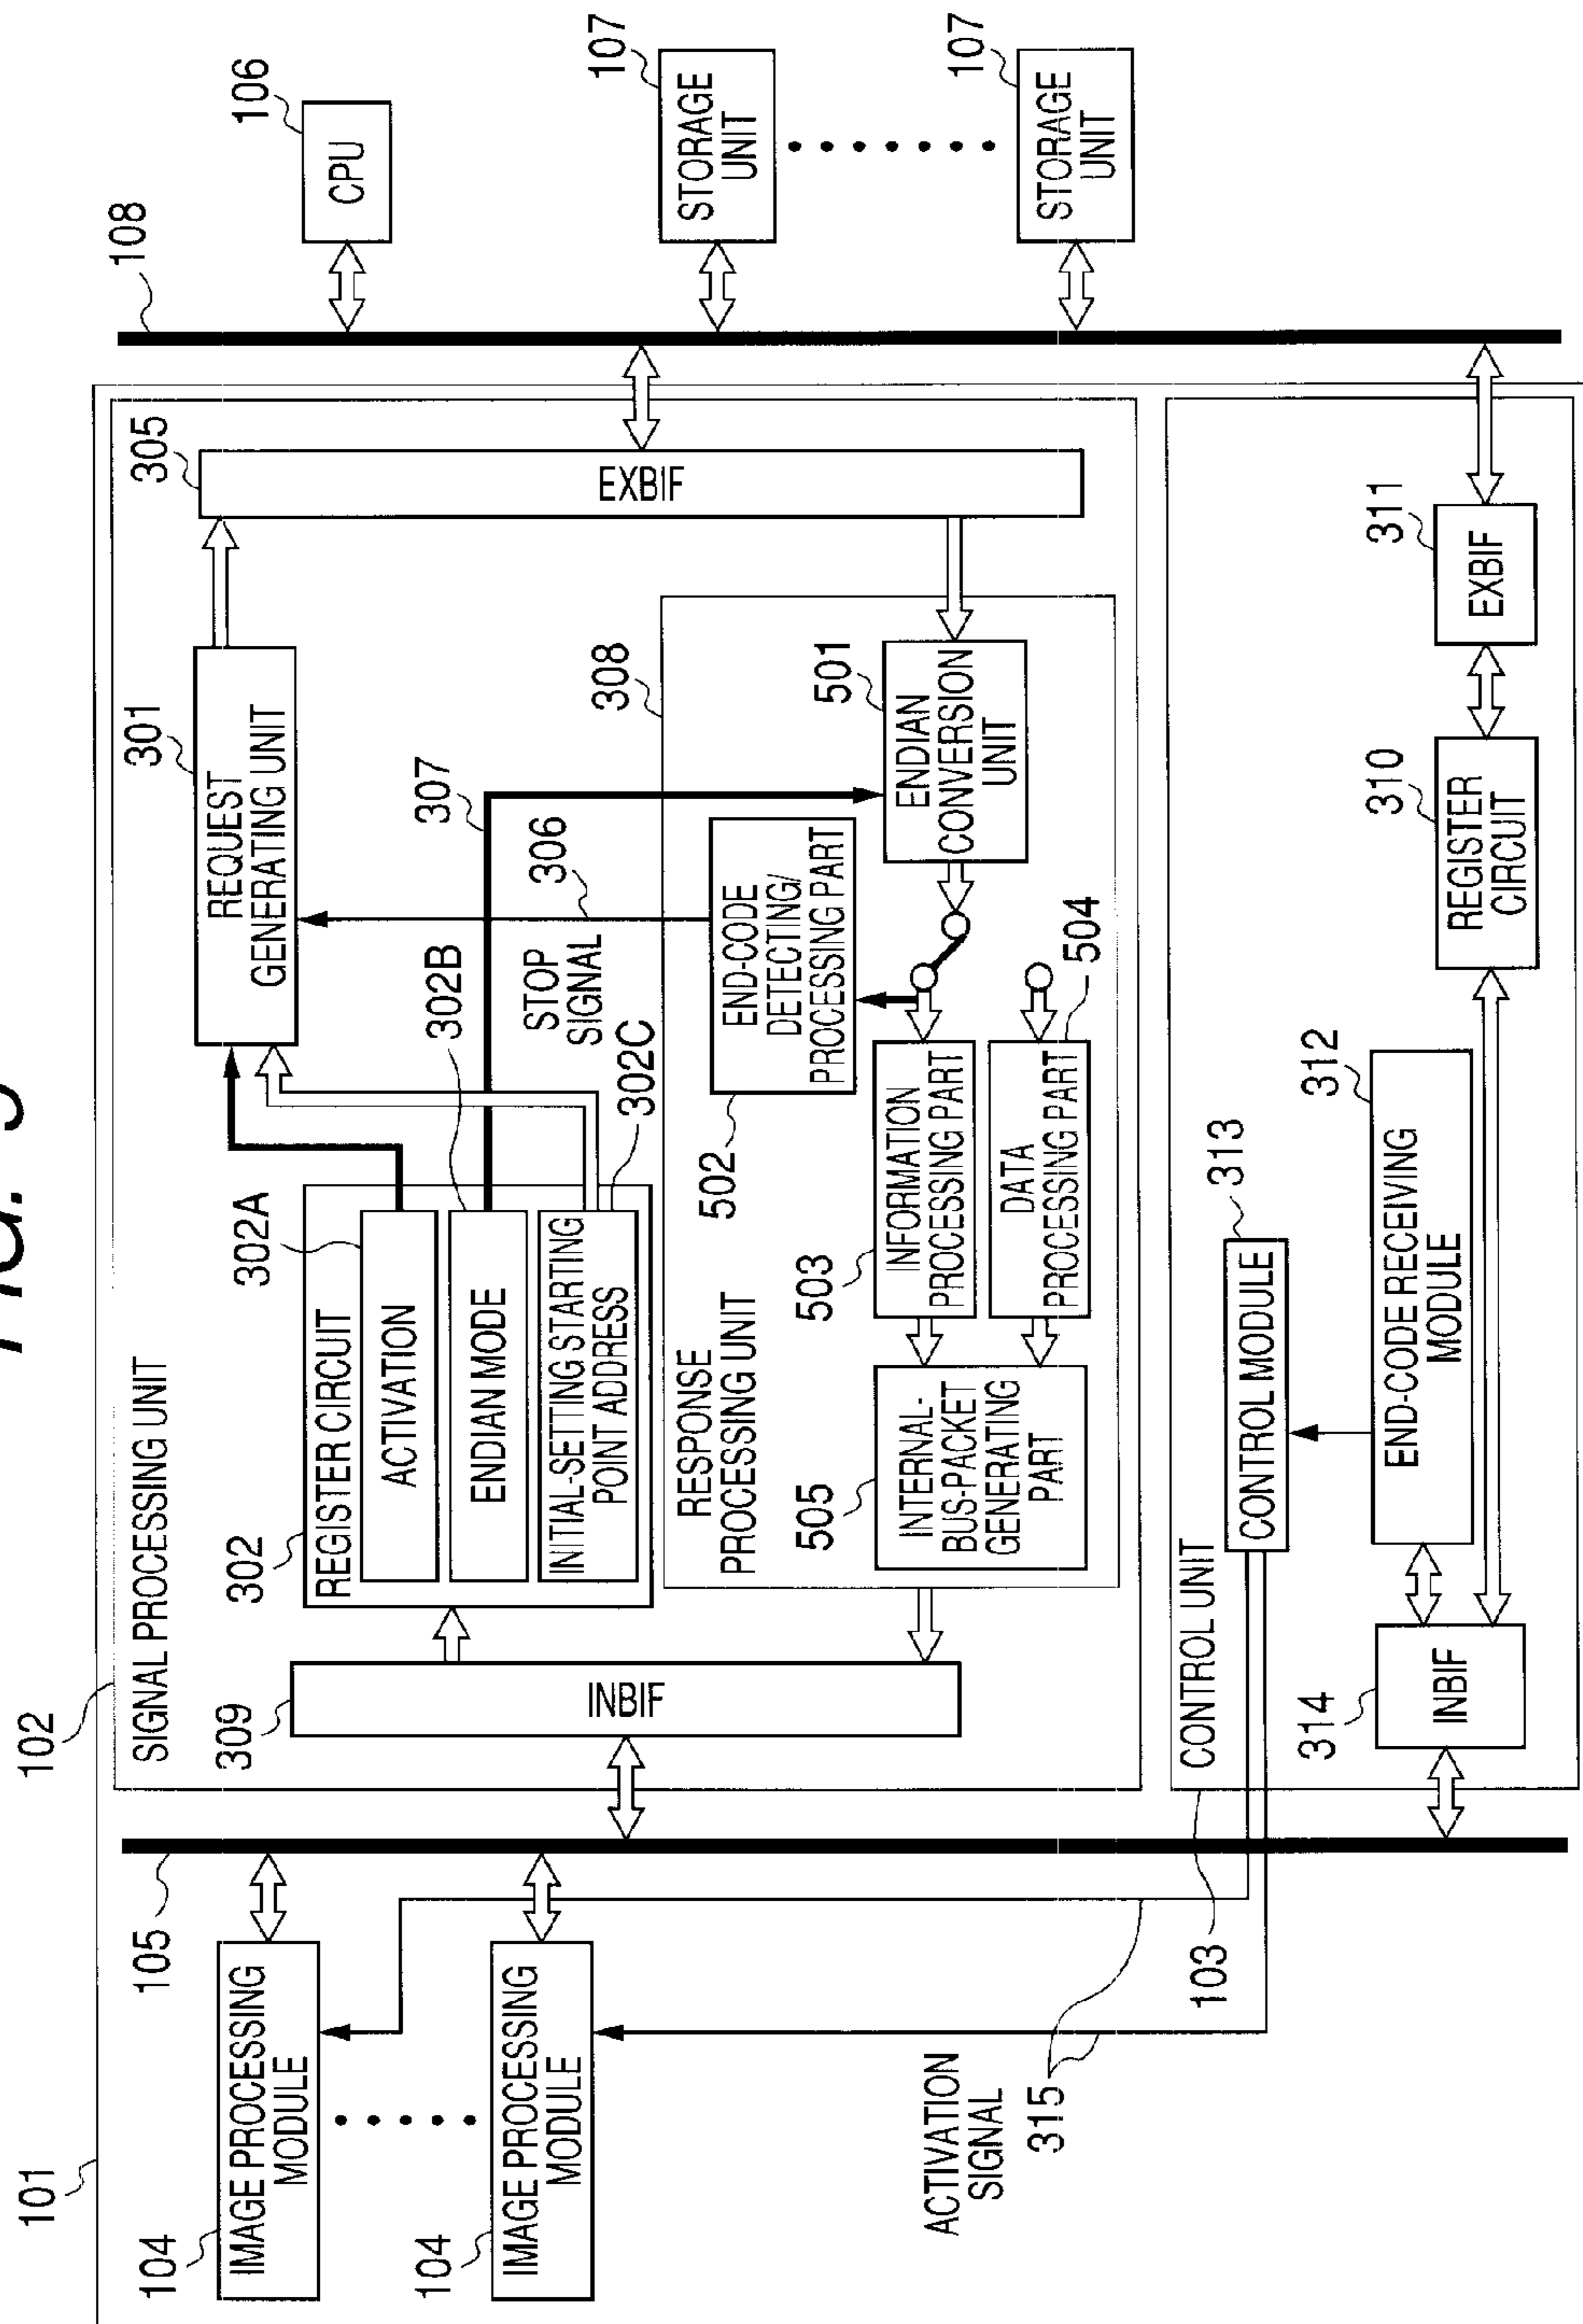 FIG. 5
101
102
SIGNAL PROCESSING UNIT
105
104
IMAGE PROCESSING
MODULE
104
IMAGE PROCESSING
MODULE
ACTIVATION
SIGNAL
315
309
INBIF
302
REGISTER CIRCUIT
302A
ACTIVATION
302B
ENDIAN MODE
302C
INITIAL-SETTING STARTING
POINT ADDRESS
301
REQUEST
GENERATING UNIT
307
306
STOP
SIGNAL
305
EXBIF
308
RESPONSE
PROCESSING UNIT
501
ENDIAN
CONVERSION
UNIT
502
END-CODE
DETECTING/
PROCESSING PART
503
INFORMATION
PROCESSING PART
504
DATA
PROCESSING PART
505
INTERNAL-
BUS-PACKET
GENERATING
PART
108
106
CPU
107
STORAGE
UNIT
107
STORAGE
UNIT
103
CONTROL UNIT
313
CONTROL MODULE
312
END-CODE RECEIVING
MODULE
314
INBIF
310
REGISTER
CIRCUIT
311
EXBIF